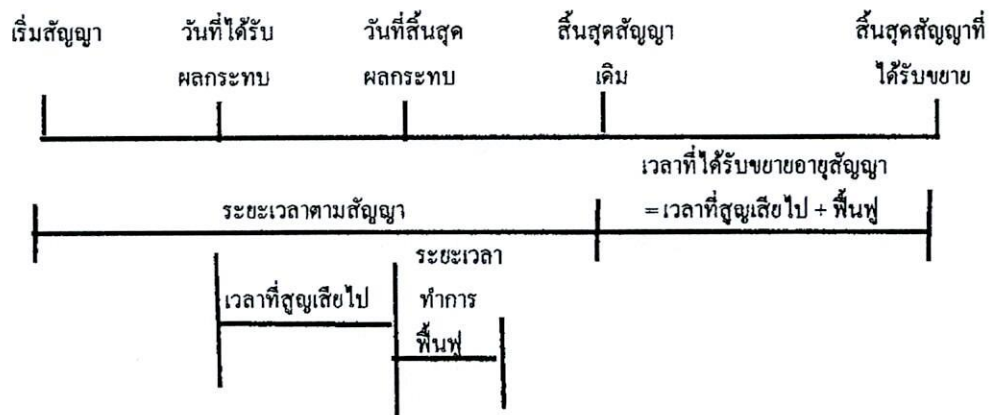 เริ่มสัญญา วันที่ได้รับ วันที่สิ้นสุด สิ้นสุดสัญญา สิ้นสุดสัญญาที่
ผลกระทบ ผลกระทบ เดิม ได้รับขยาย
เวลาที่ได้รับขยายอายุสัญญา
ระยะเวลาตามสัญญา = เวลาที่สูญเสียไป + ฟื้นฟู
ระยะเวลา
เวลาที่สูญเสียไป ทำการ
ฟื้นฟู